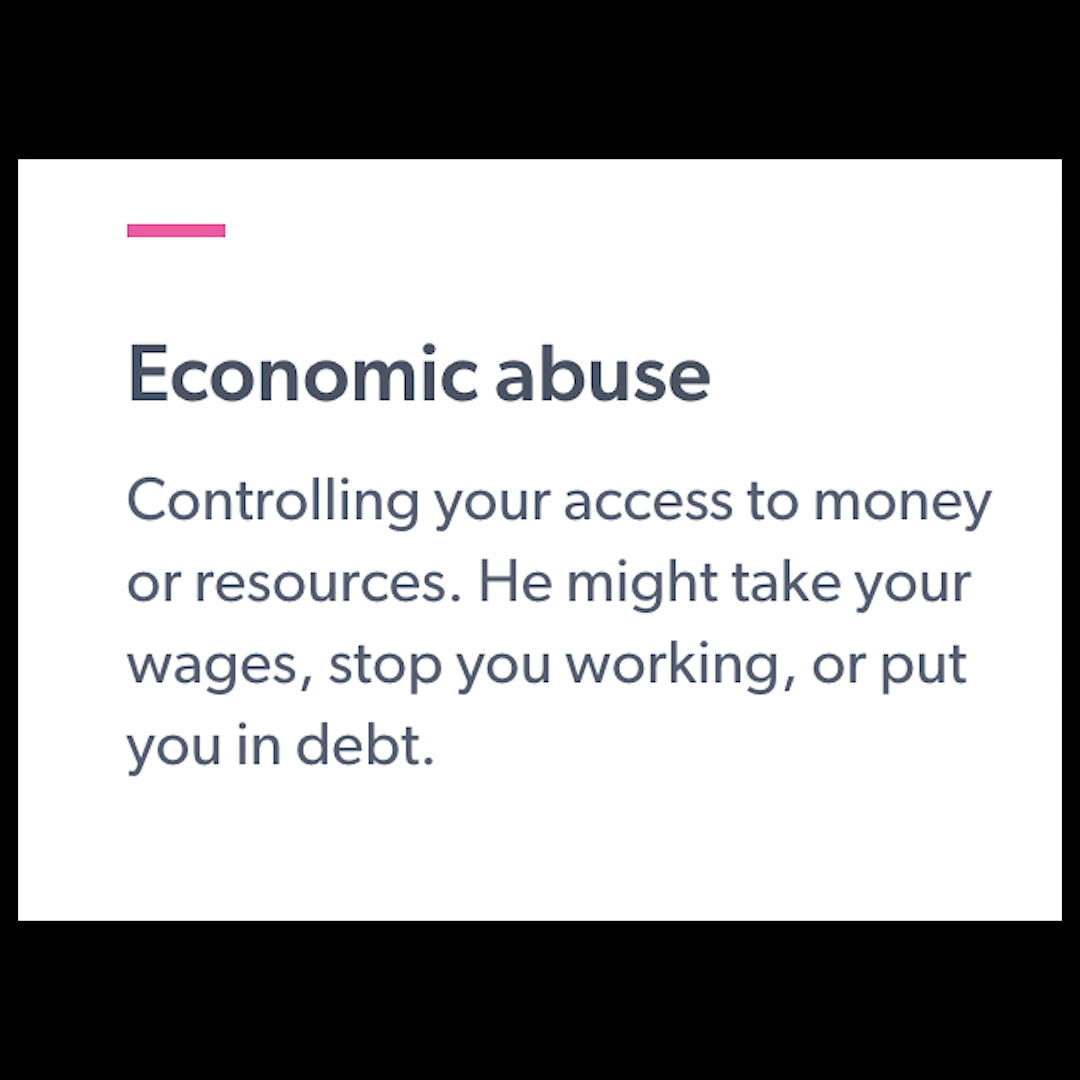 Economic abuse
Controlling your access to money
or resources. He might take your
wages, stop you working, or put
you in debt.